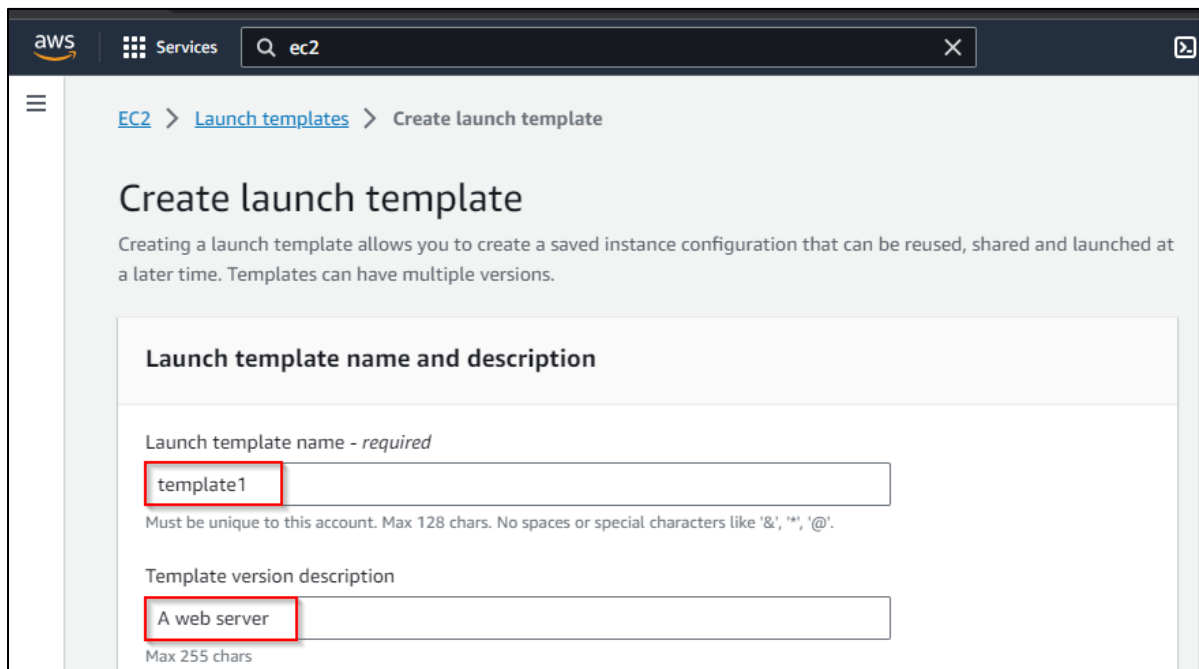 aws Services ec2
EC2 > Launch templates > Create launch template
Create launch template
Creating a launch template allows you to create a saved instance configuration that can be reused, shared and launched at
a later time. Templates can have multiple versions.
Launch template name and description
Launch template name - required
template1
Must be unique to this account. Max 128 chars. No spaces or special characters like '&', '*', '@'.
Template version description
A web server
Max 255 chars